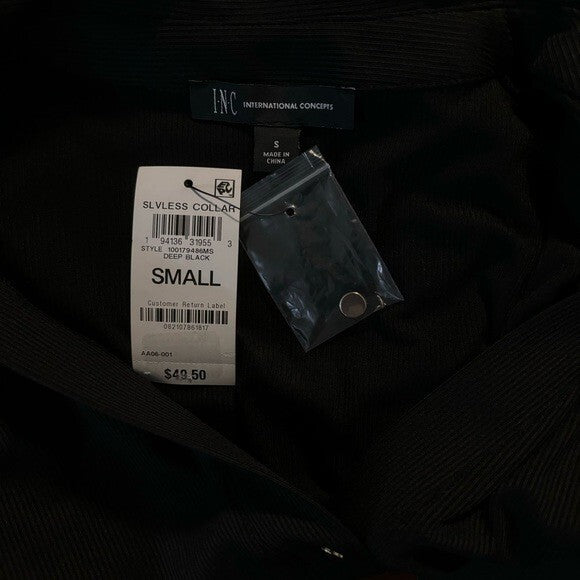 I·N·C INTERNATIONAL CONCEPTS
S
MADE IN
CHINA
SLVLESS COLLAR
1 94136 31955 3
STYLE 100179486MS
DEEP BLACK
SMALL
Customer Return Label
082107861817
AA06-001
$49.50